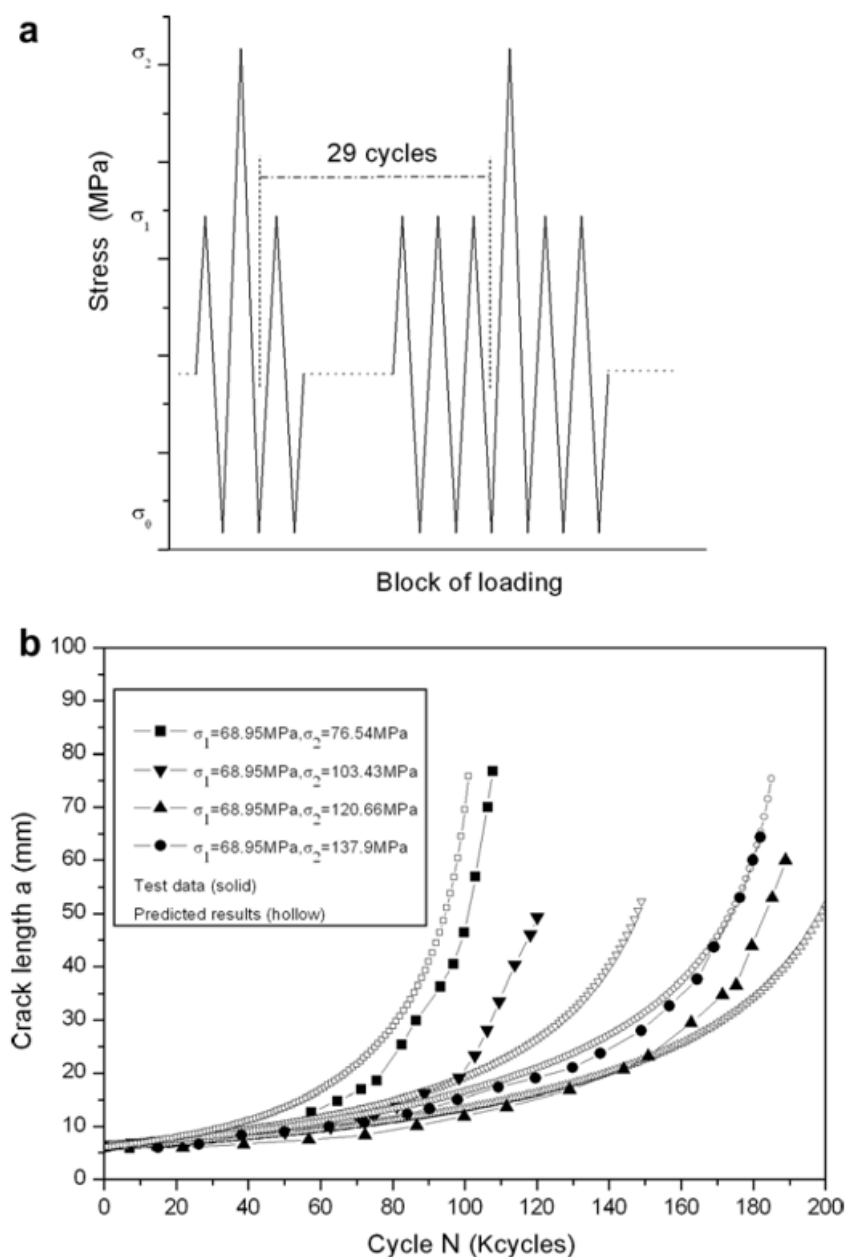 a
σ₂
29 cycles
σ₁
Stress (MPa)
σ₀
Block of loading
b
100
90
80
70
60
50
40
30
20
10
0
Crack length a (mm)
σ₁=68.95MPa,σ₂=76.54MPa
σ₁=68.95MPa,σ₂=103.43MPa
σ₁=68.95MPa,σ₂=120.66MPa
σ₁=68.95MPa,σ₂=137.9MPa
Test data (solid)
Predicted results (hollow)
0 20 40 60 80 100 120 140 160 180 200
Cycle N (Kcycles)